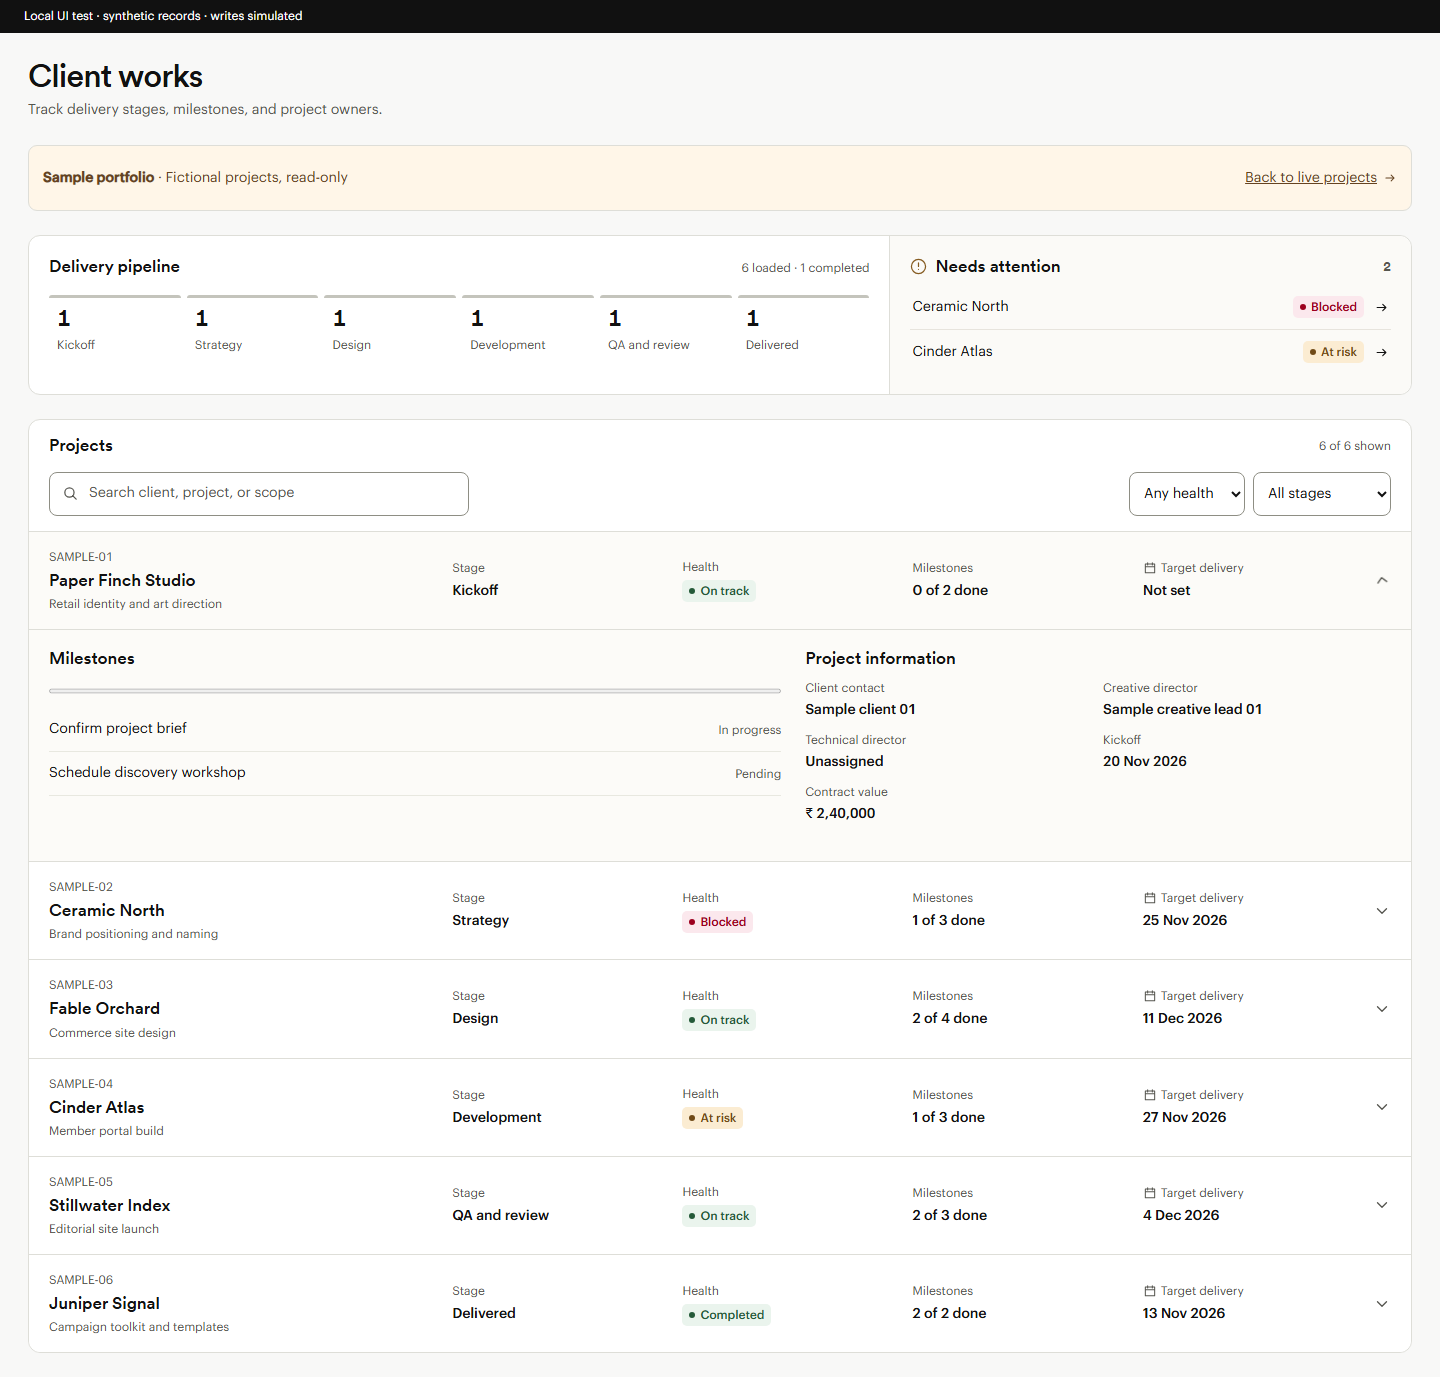 Local UI test · synthetic records · writes simulated
Client works
Track delivery stages, milestones, and project owners.
Sample portfolio · Fictional projects, read-only
Back to live projects →
Delivery pipeline
6 loaded · 1 completed
1
Kickoff
1
Strategy
1
Design
1
Development
1
QA and review
1
Delivered
Needs attention
2
Ceramic North
Blocked →
Cinder Atlas
At risk →
Projects
6 of 6 shown
Search client, project, or scope
Any health
All stages
SAMPLE-01
Paper Finch Studio
Retail identity and art direction
Stage
Kickoff
Health
On track
Milestones
0 of 2 done
Target delivery
Not set
Milestones
Confirm project brief
In progress
Schedule discovery workshop
Pending
Project information
Client contact
Sample client 01
Creative director
Sample creative lead 01
Technical director
Unassigned
Kickoff
20 Nov 2026
Contract value
₹ 2,40,000
SAMPLE-02
Ceramic North
Brand positioning and naming
Stage
Strategy
Health
Blocked
Milestones
1 of 3 done
Target delivery
25 Nov 2026
SAMPLE-03
Fable Orchard
Commerce site design
Stage
Design
Health
On track
Milestones
2 of 4 done
Target delivery
11 Dec 2026
SAMPLE-04
Cinder Atlas
Member portal build
Stage
Development
Health
At risk
Milestones
1 of 3 done
Target delivery
27 Nov 2026
SAMPLE-05
Stillwater Index
Editorial site launch
Stage
QA and review
Health
On track
Milestones
2 of 3 done
Target delivery
4 Dec 2026
SAMPLE-06
Juniper Signal
Campaign toolkit and templates
Stage
Delivered
Health
Completed
Milestones
2 of 2 done
Target delivery
13 Nov 2026